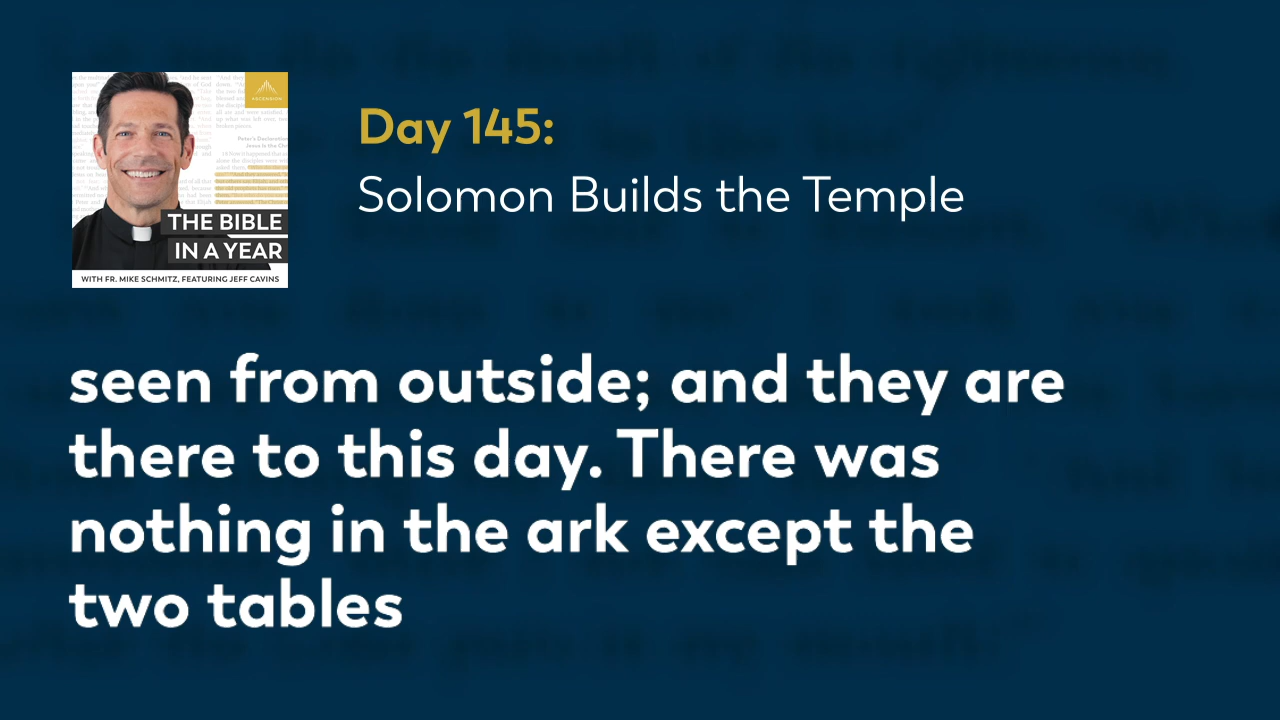 ASCENSION
THE BIBLE
IN A YEAR
WITH FR. MIKE SCHMITZ, FEATURING JEFF CAVINS
Day 145:
Solomon Builds the Temple
seen from outside; and they are
there to this day. There was
nothing in the ark except the
two tables